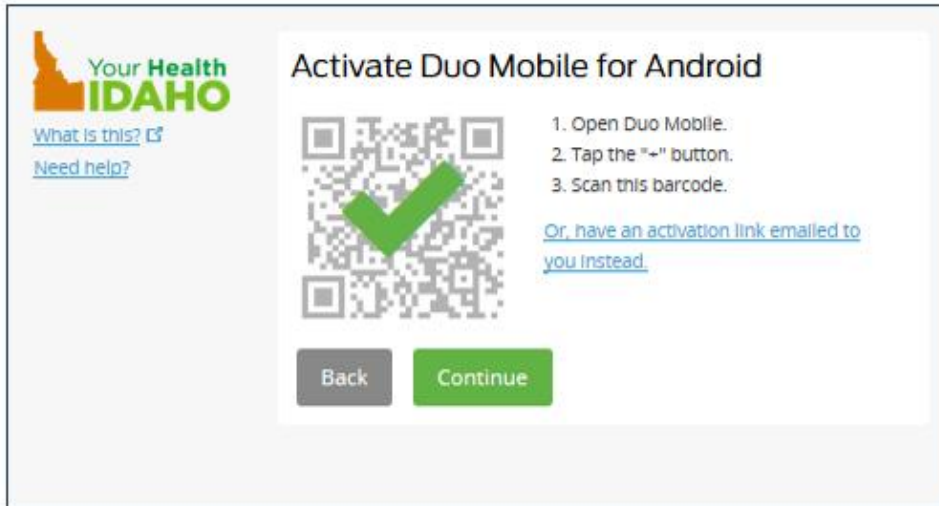 Your Health
IDAHO
What is this?
Need help?
Activate Duo Mobile for Android
1. Open Duo Mobile.
2. Tap the "+" button.
3. Scan this barcode.
Or, have an activation link emailed to
you instead.
Back
Continue